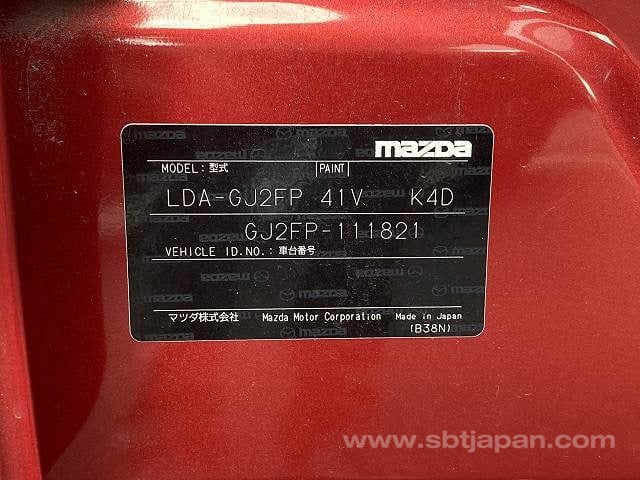 mazda
MODEL: 型式 PAINT
LDA-GJ2FP 41V K4D
GJ2FP-111821
VEHICLE ID.NO.: 車台番号
マツダ株式会社 Mazda Motor Corporation Made in Japan
(B38N)
www.sbtjapan.com